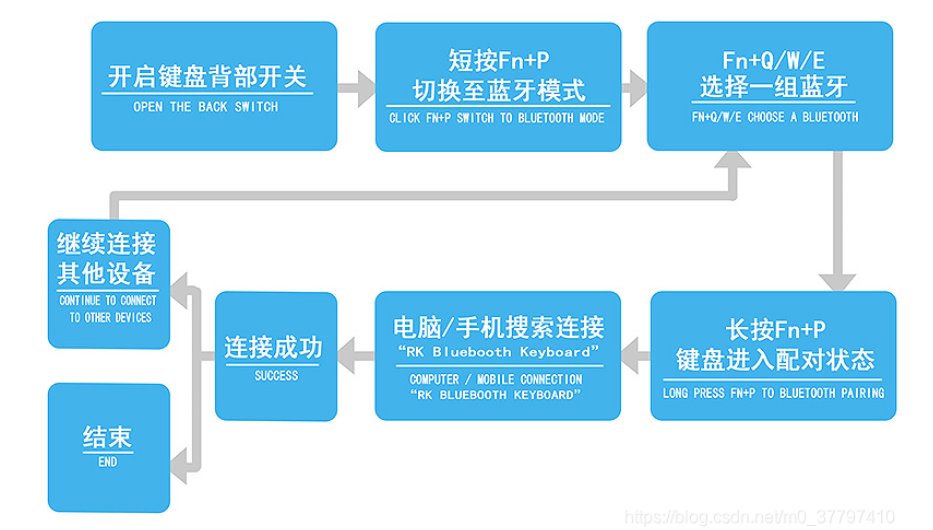 开启键盘背部开关
OPEN THE BACK SWITCH
短按Fn+P
切换至蓝牙模式
CLICK FN+P SWITCH TO BLUETOOTH MODE
Fn+Q/W/E
选择一组蓝牙
FN+Q/W/E CHOOSE A BLUETOOTH
长按Fn+P
键盘进入配对状态
LONG PRESS FN+P TO BLUETOOTH PAIRING
电脑/手机搜索连接
“RK Bluebooth Keyboard”
COMPUTER / MOBILE CONNECTION
“RK BLUEBOOTH KEYBOARD”
连接成功
SUCCESS
继续连接
其他设备
CONTINUE TO CONNECT
TO OTHER DEVICES
结束
END
https://blog.csdn.net/m0_37797410